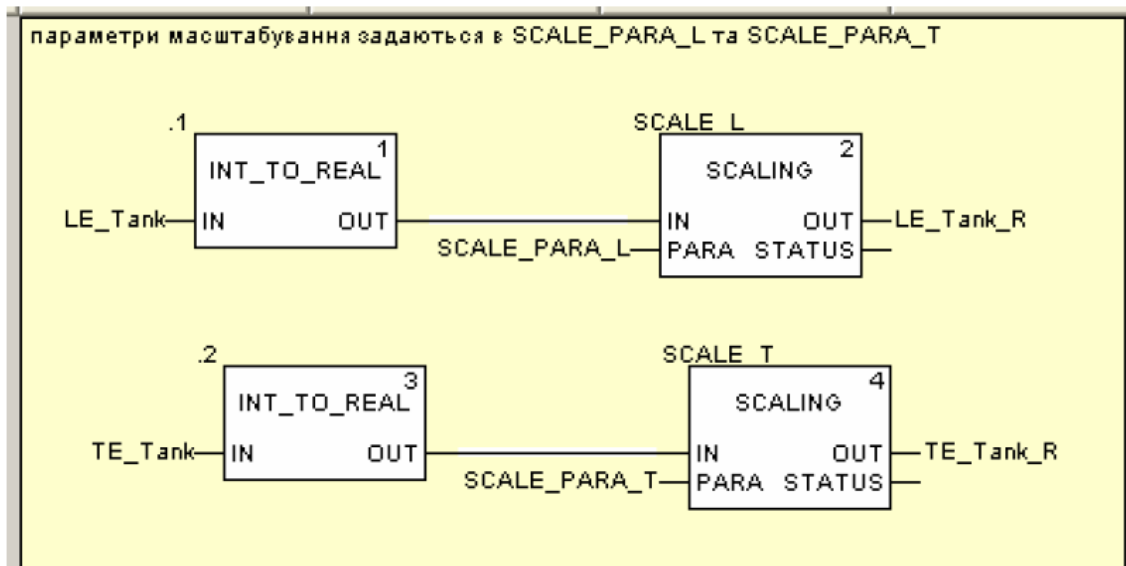 параметри масштабування задаються в SCALE_PARA_L та SCALE_PARA_T
.1
SCALE_L
1
2
INT_TO_REAL
SCALING
LE_Tank
IN
OUT
IN
OUT
LE_Tank_R
SCALE_PARA_L
PARA
STATUS
.2
SCALE_T
3
4
INT_TO_REAL
SCALING
TE_Tank
IN
OUT
IN
OUT
TE_Tank_R
SCALE_PARA_T
PARA
STATUS